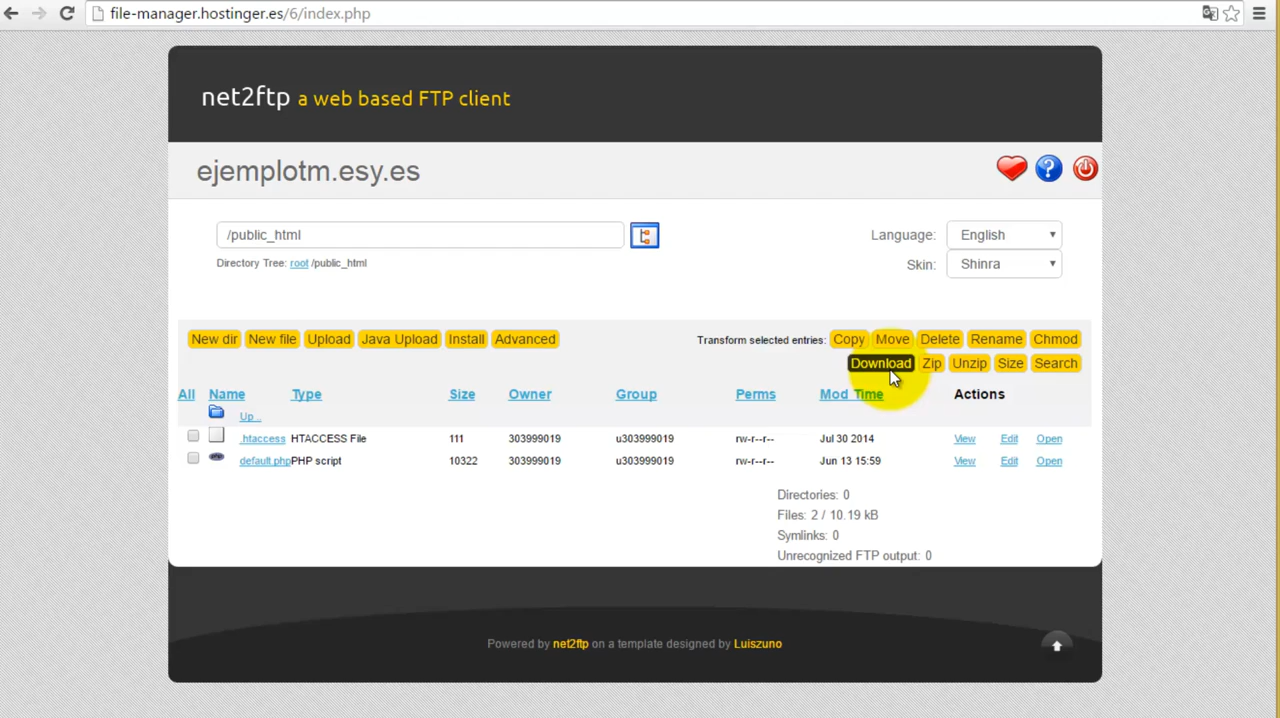 file-manager.hostinger.es/6/index.php
net2ftp a web based FTP client
ejemplotm.esy.es
/public_html
Language: English
Directory Tree: root /public_html
Skin: Shinra
New dir New file Upload Java Upload Install Advanced
Transform selected entries: Copy Move Delete Rename Chmod
Download Zip Unzip Size Search
All Name Type Size Owner Group Perms Mod Time Actions
Up ..
.htaccess HTACCESS File 111 303999019 u303999019 rw-r--r-- Jul 30 2014 View Edit Open
default.php PHP script 10322 303999019 u303999019 rw-r--r-- Jun 13 15:59 View Edit Open
Directories: 0
Files: 2 / 10.19 kB
Symlinks: 0
Unrecognized FTP output: 0
Powered by net2ftp on a template designed by Luiszuno